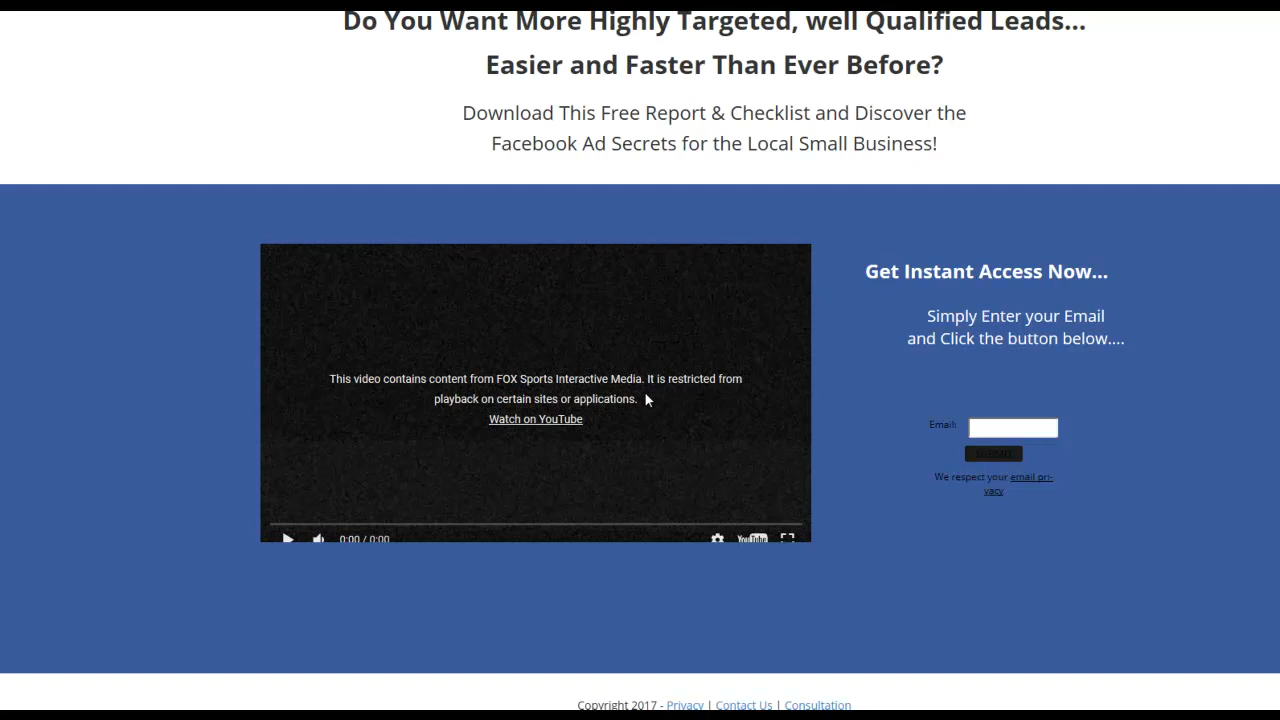 Do You Want More Highly Targeted, well Qualified Leads...
Easier and Faster Than Ever Before?
Download This Free Report & Checklist and Discover the
Facebook Ad Secrets for the Local Small Business!
This video contains content from FOX Sports Interactive Media. It is restricted from
playback on certain sites or applications.
Watch on YouTube
0:00 / 0:00
YouTube
Get Instant Access Now...
Simply Enter your Email
and Click the button below....
Email:
We respect your email pri-
vacy
Copyright 2017 - Privacy | Contact Us | Consultation